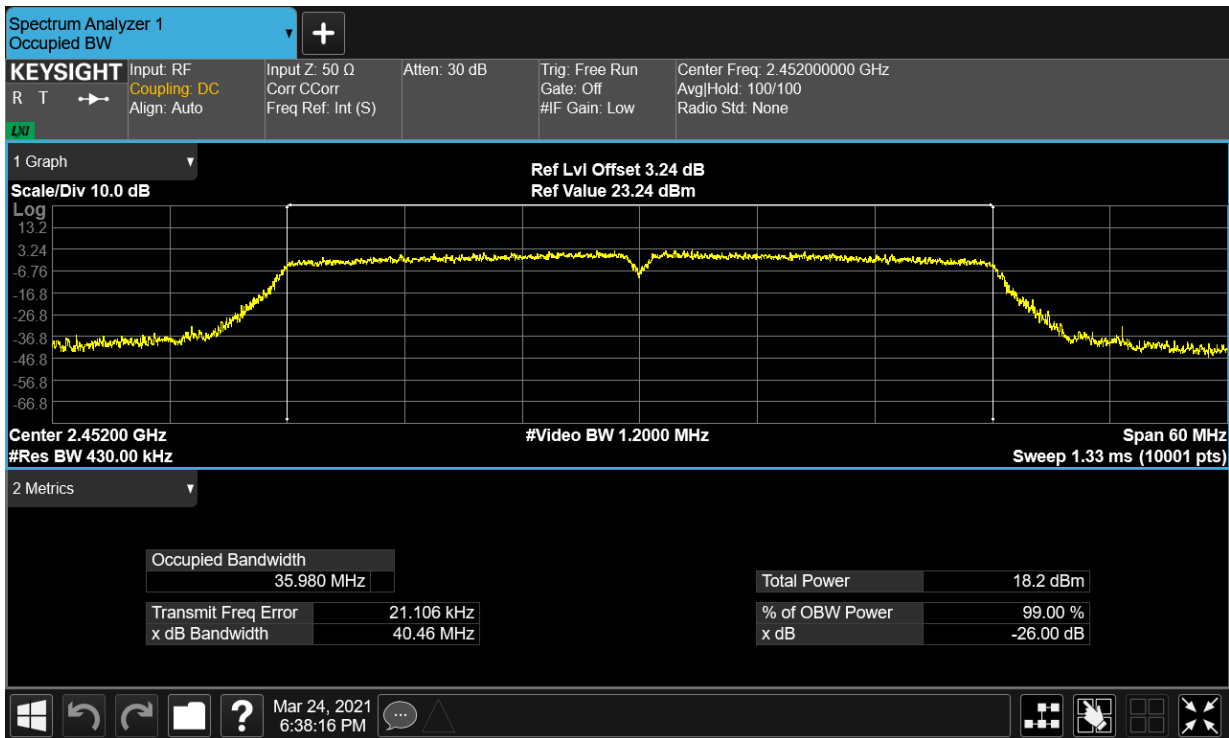 Spectrum Analyzer 1
Occupied BW
+
KEYSIGHT
R T
LXI
Input: RF
Coupling: DC
Align: Auto
Input Z: 50 Ω
Corr CCorr
Freq Ref: Int (S)
Atten: 30 dB
Trig: Free Run
Gate: Off
#IF Gain: Low
Center Freq: 2.452000000 GHz
Avg|Hold: 100/100
Radio Std: None
1 Graph
Scale/Div 10.0 dB
Ref Lvl Offset 3.24 dB
Ref Value 23.24 dBm
Log
13.2
3.24
-6.76
-16.8
-26.8
-36.8
-46.8
-56.8
-66.8
Center 2.45200 GHz
#Video BW 1.2000 MHz
Span 60 MHz
#Res BW 430.00 kHz
Sweep 1.33 ms (10001 pts)
2 Metrics
Occupied Bandwidth
35.980 MHz
Total Power 18.2 dBm
Transmit Freq Error 21.106 kHz
% of OBW Power 99.00 %
x dB Bandwidth 40.46 MHz
x dB -26.00 dB
?
Mar 24, 2021
6:38:16 PM